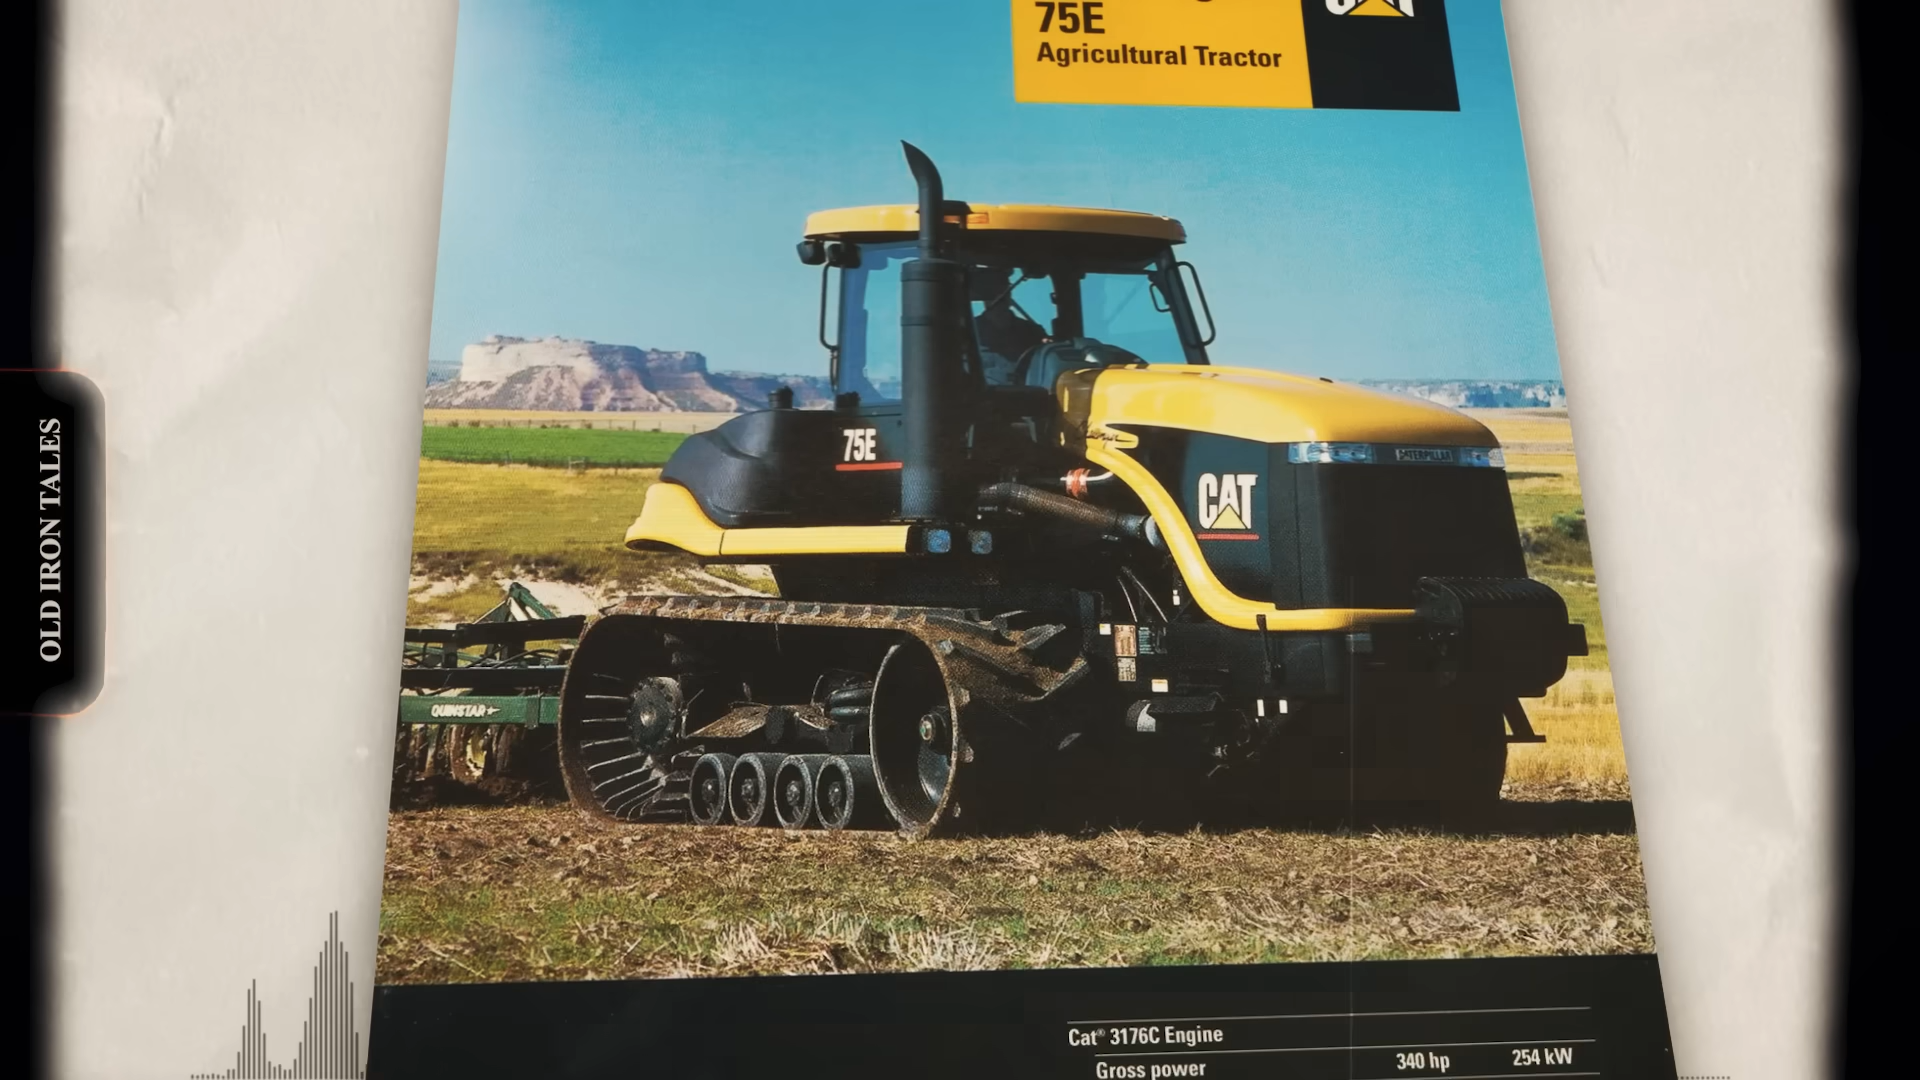 75E
Agricultural Tractor
75E
CATERPILLAR
CAT
QUINSTAR
OLD IRON TALES
Cat® 3176C Engine
Gross power 340 hp 254 kW